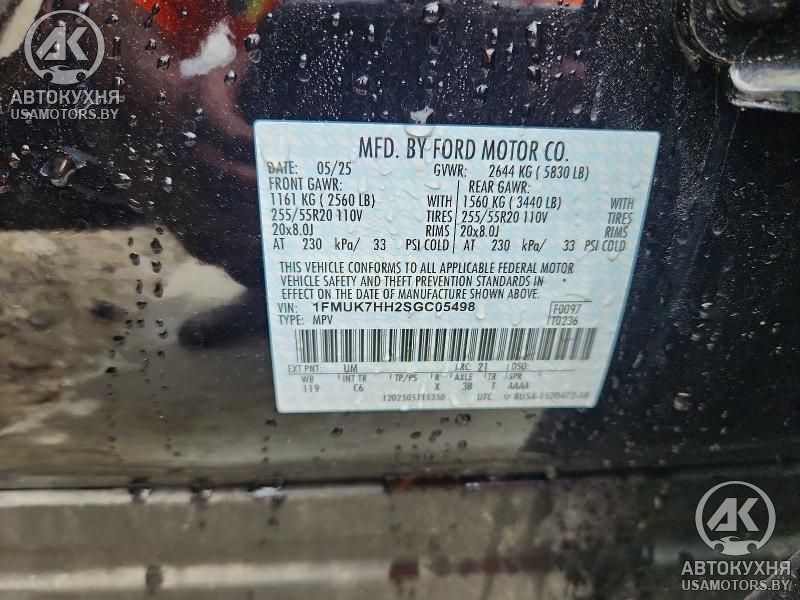 АК
АВТОКУХНЯ
USAMOTORS.BY
MFD. BY FORD MOTOR CO.
DATE: 05/25 GVWR: 2644 KG ( 5830 LB)
FRONT GAWR: REAR GAWR:
1161 KG ( 2560 LB) WITH 1560 KG ( 3440 LB) WITH
255/55R20 110V TIRES 255/55R20 110V TIRES
20x8.0J RIMS 20x8.0J RIMS
AT 230 kPa/ 33 PSI COLD AT 230 kPa/ 33 PSI COLD
THIS VEHICLE CONFORMS TO ALL APPLICABLE FEDERAL MOTOR
VEHICLE SAFETY AND THEFT PREVENTION STANDARDS IN
EFFECT ON THE DATE OF MANUFACTURE SHOWN ABOVE.
VIN: 1FMUK7HH2SGC05498 F0097
TYPE: MPV T0236
EXT PNT: UM RC: 21 DSO:
WB INT TR TP/PS R AXLE TR SPR
119 C6 X 3B T AAAA
UTC
АК
АВТОКУХНЯ
USAMOTORS.BY